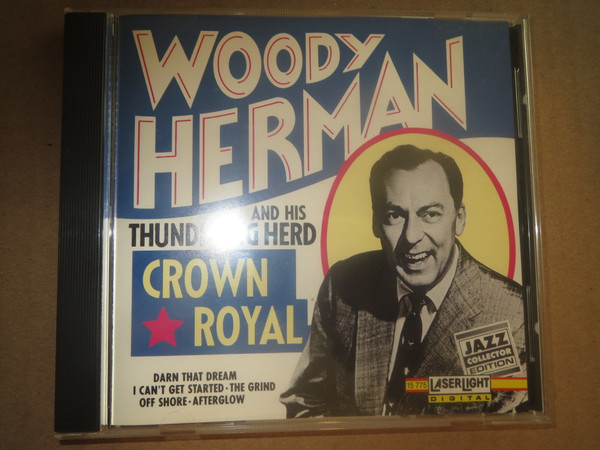 WOODY
HERMAN
AND HIS
HERD
CROWN
ROYAL
DARN THAT DREAM
I CAN'T GET STARTED · THE GRIND
OFF SHORE · AFTERGLOW
JAZZ
COLLECTOR
EDITION
15 775
LASERLIGHT
DIGITAL